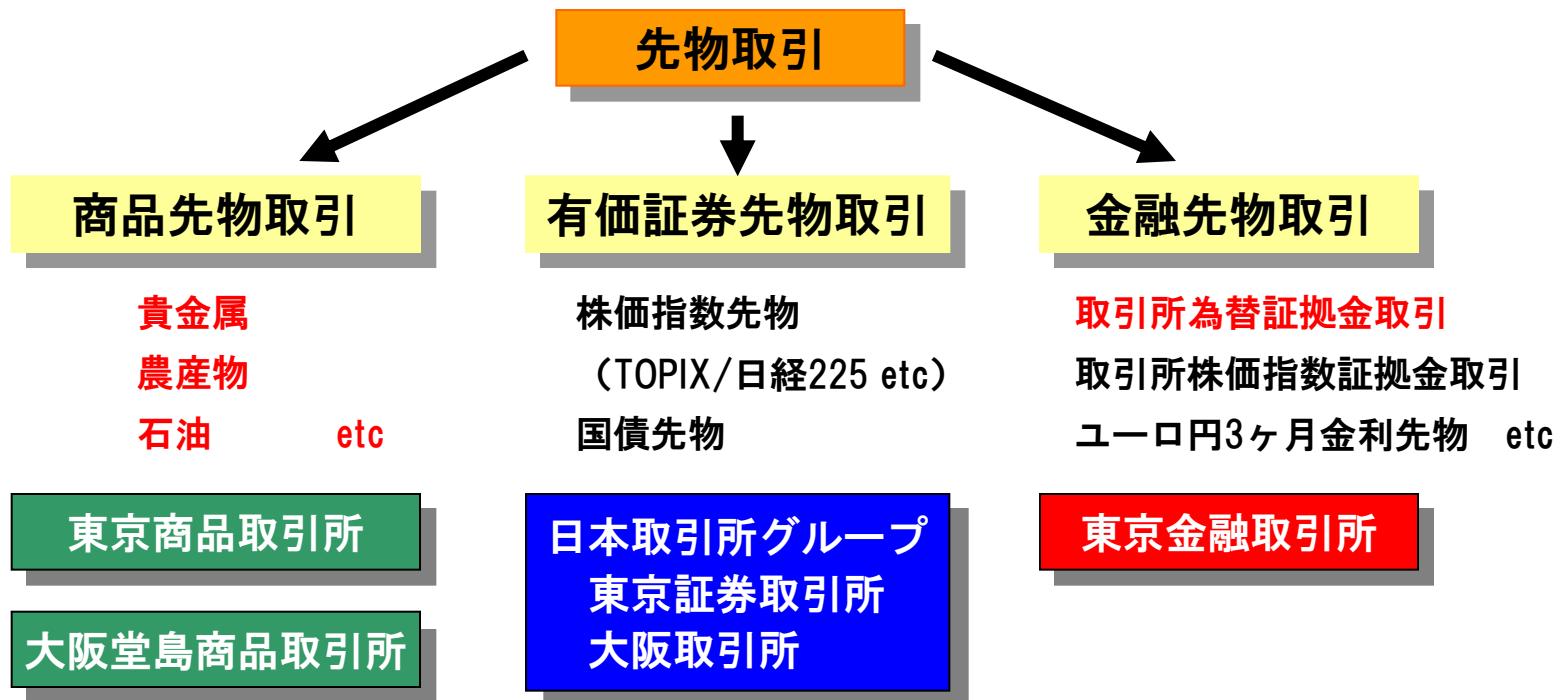 先物取引
商品先物取引
貴金属
農産物
石油 etc
東京商品取引所
大阪堂島商品取引所
有価証券先物取引
株価指数先物
（TOPIX/日経225 etc）
国債先物
日本取引所グループ
東京証券取引所
大阪取引所
金融先物取引
取引所為替証拠金取引
取引所株価指数証拠金取引
ユーロ円3ヶ月金利先物 etc
東京金融取引所